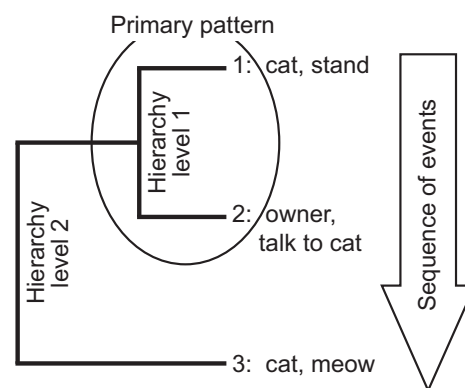 Primary pattern
1: cat, stand
Hierarchy
level 1
2: owner,
talk to cat
Hierarchy
level 2
3: cat, meow
Sequence of events